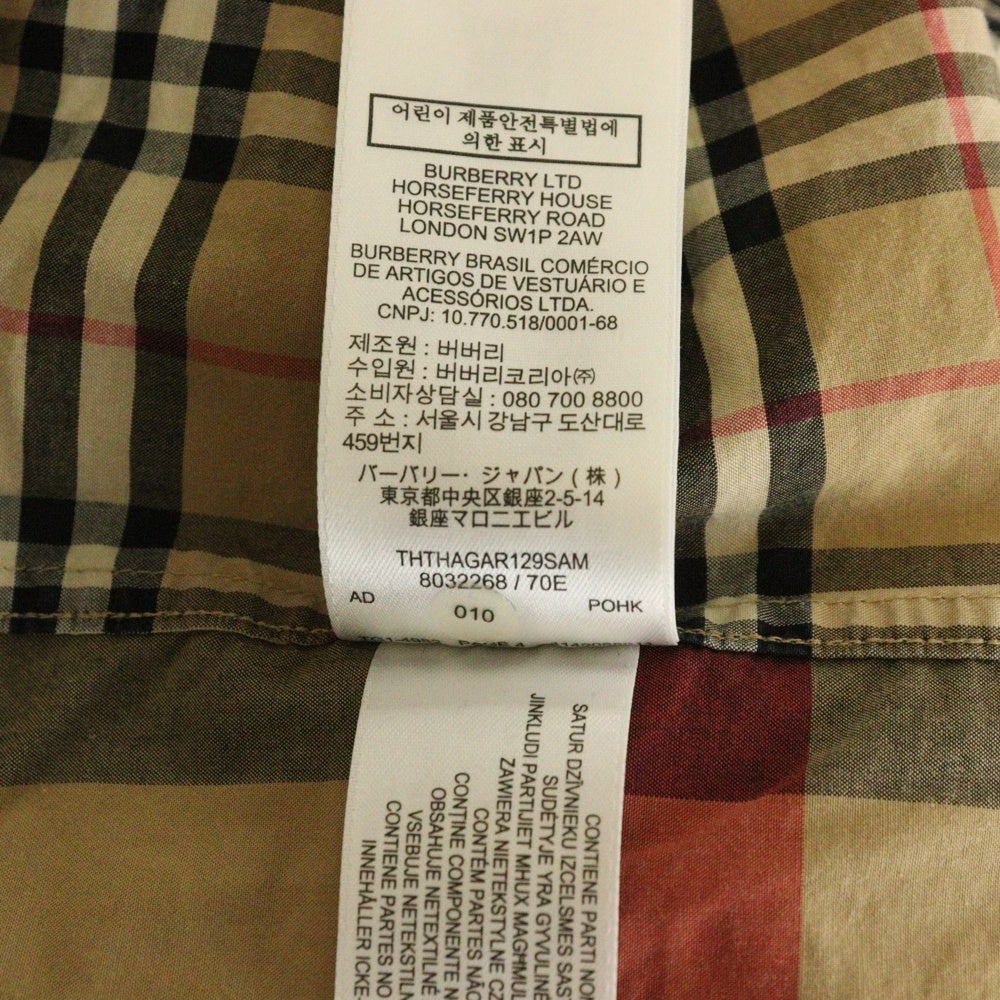 어린이 제품안전특별법에
의한 표시
BURBERRY LTD
HORSEFERRY HOUSE
HORSEFERRY ROAD
LONDON SW1P 2AW
BURBERRY BRASIL COMÉRCIO
DE ARTIGOS DE VESTUÁRIO E
ACESSÓRIOS LTDA.
CNPJ: 10.770.518/0001-68
제조원 : 버버리
수입원 : 버버리코리아㈜
소비자상담실 : 080 700 8800
주 소 : 서울시 강남구 도산대로
459번지
バーバリー・ジャパン ( 株 )
東京都中央区銀座2-5-14
銀座マロニエビル
THTHAGAR129SAM
8032268 / 70E
AD 010 POHK
CONTIENE PARTI NON
SATUR DZĪVNIEKU IZCELSMES
SUDĖTYJE YRA GYVULINĖ
JINKLUDI PARTIJIET MHUX
ZAWIERA NIETEKSTYLNE
CONTÉM PARTES NÃO
CONȚINE COMPONENTE
OBSAHUJE NETEXTILNÉ
VSEBUJE
CONTIENE PARTES NO
INNEHÅLLER ICKE-